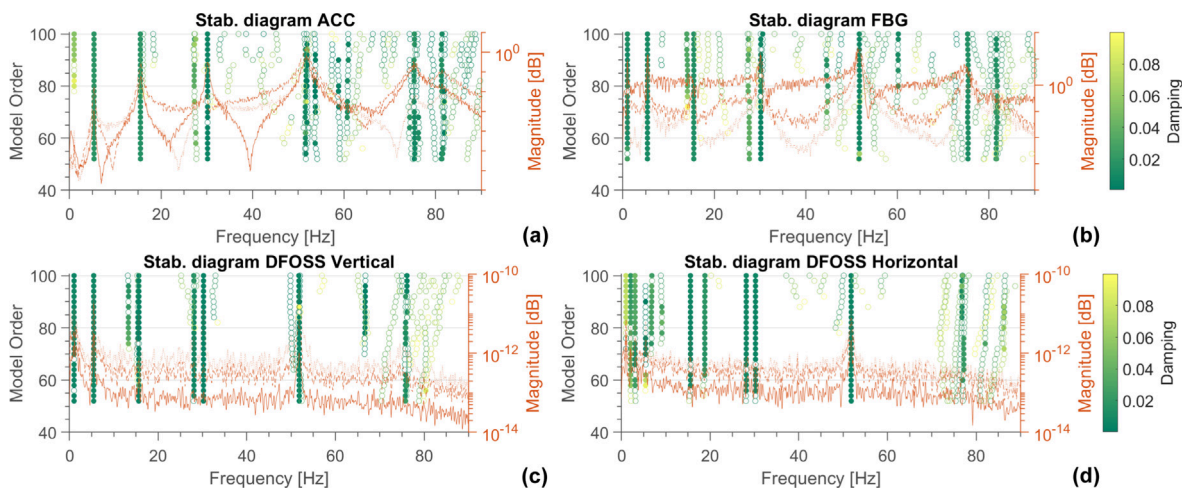 Stab. diagram ACC
100
80
60
40
Model Order
0
20
40
60
80
Frequency [Hz]
10^0
Magnitude [dB]
(a)
Stab. diagram FBG
100
80
60
40
Model Order
0
20
40
60
80
Frequency [Hz]
10^0
Magnitude [dB]
(b)
0.08
0.06
0.04
0.02
Damping
Stab. diagram DFOSS Vertical
100
80
60
40
Model Order
0
20
40
60
80
Frequency [Hz]
10^-10
10^-12
10^-14
Magnitude [dB]
(c)
Stab. diagram DFOSS Horizontal
100
80
60
40
Model Order
0
20
40
60
80
Frequency [Hz]
10^-10
10^-12
10^-14
Magnitude [dB]
(d)
0.08
0.06
0.04
0.02
Damping